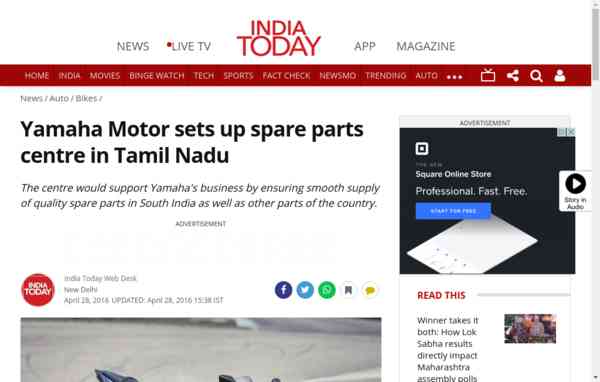 INDIA
TODAY
NEWS
LIVE TV
APP
MAGAZINE
HOME INDIA MOVIES BINGE WATCH TECH SPORTS FACT CHECK NEWSMO TRENDING AUTO
News / Auto / Bikes /
Yamaha Motor sets up spare parts
centre in Tamil Nadu
The centre would support Yamaha's business by ensuring smooth supply
of quality spare parts in South India as well as other parts of the country.
ADVERTISEMENT
INDIA
TODAY
India Today Web Desk
New Delhi
April 28, 2016 UPDATED: April 28, 2016 15:38 IST
ADVERTISEMENT
THE NEW
Square Online Store
Professional. Fast. Free.
START FOR FREE
Story in
Audio
READ THIS
Winner takes it
both: How Lok
Sabha results
directly impact
Maharashtra
assembly polls